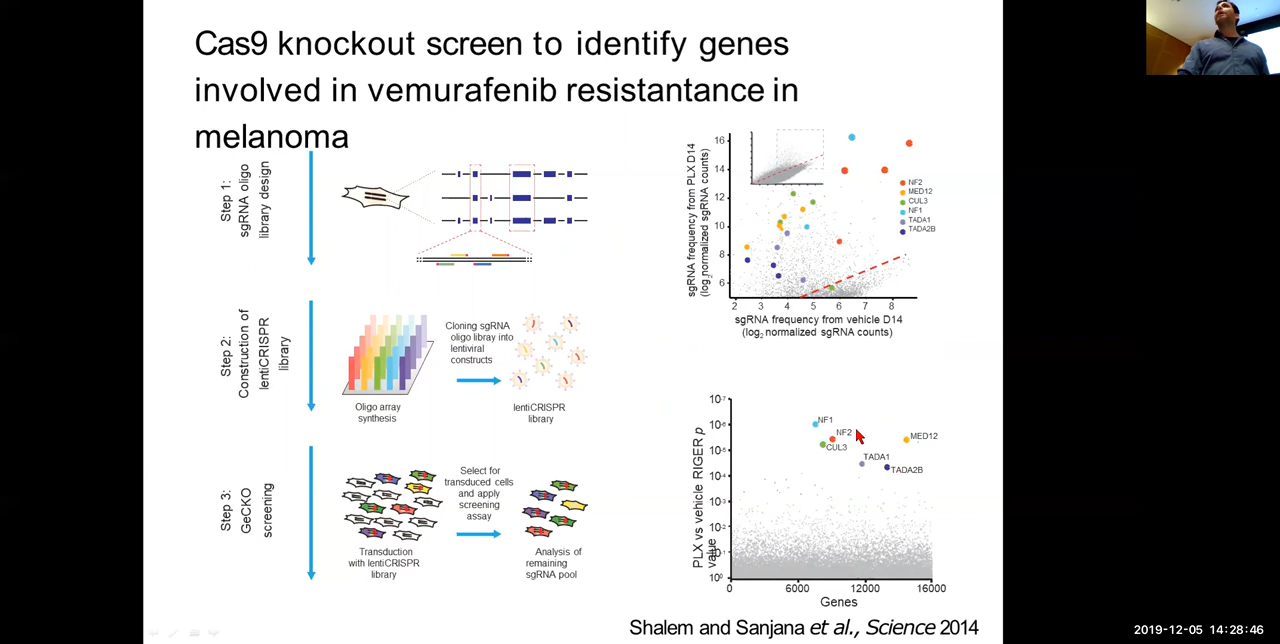 Cas9 knockout screen to identify genes
involved in vemurafenib resistantance in
melanoma
Step 1:
sgRNA oligo
library design
Step 2:
Construction of
lentiCRISPR
library
Oligo array
synthesis
Cloning sgRNA
oligo libray into
lentiviral
constructs
lentiCRISPR
library
Step 3:
GeCKO
screening
Transduction
with lentiCRISPR
library
Select for
transduced cells
and apply
screening
assay
Analysis of
remaining
sgRNA pool
sgRNA frequency from PLX D14
(log2 normalized sgRNA counts)
16
14
12
10
8
6
2 3 4 5 6 7 8
NF2
MED12
CUL3
NF1
TADA1
TADA2B
sgRNA frequency from vehicle D14
(log2 normalized sgRNA counts)
PLX vs vehicle RIGER p
value
10-7
10-6
10-5
10-4
10-3
10-2
10-1
100
NF1
NF2
CUL3
MED12
TADA1
TADA2B
0 6000 12000 16000
Genes
Shalem and Sanjana et al., Science 2014
2019-12-05 14:28:46